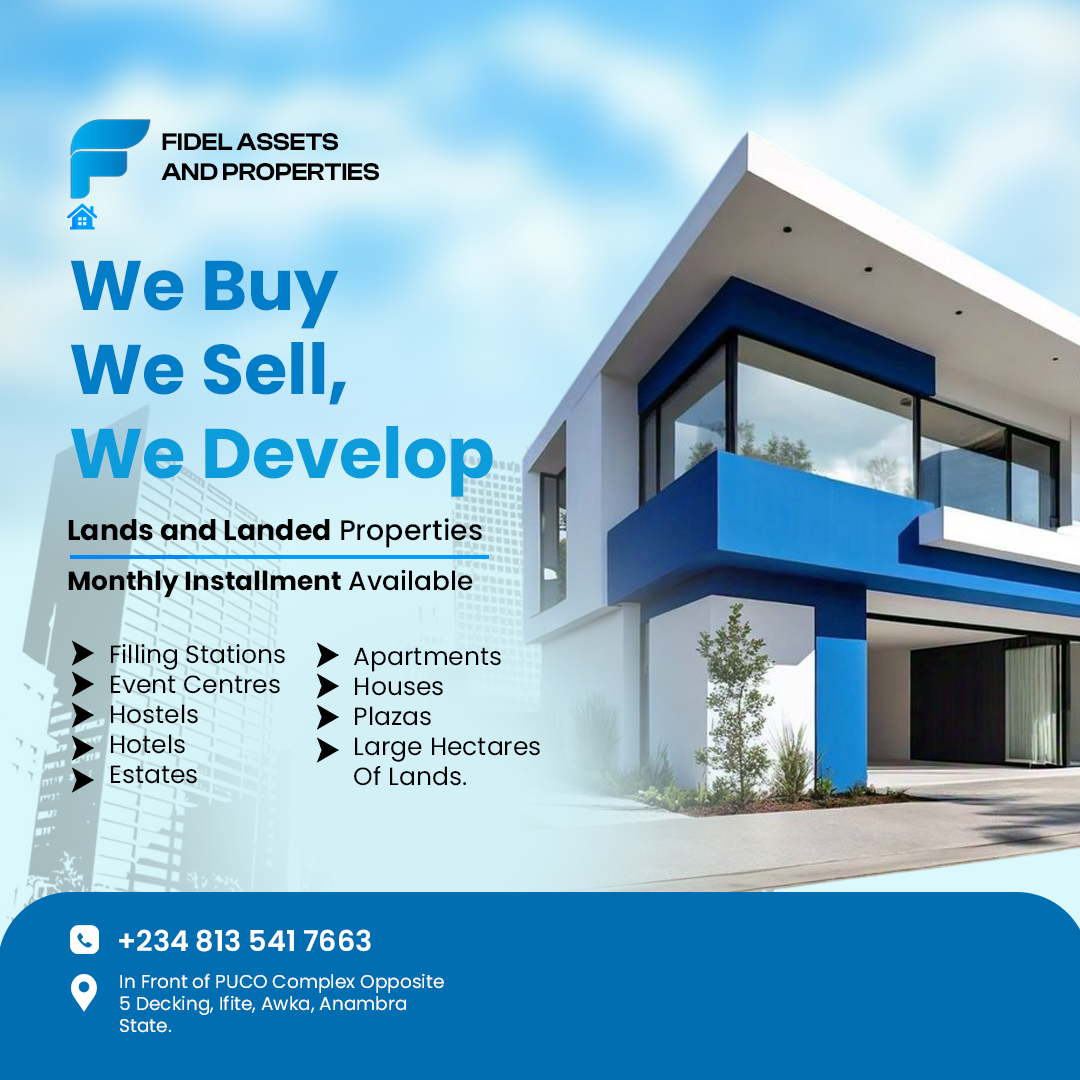 FIDEL ASSETS
AND PROPERTIES
We Buy
We Sell,
We Develop
Lands and Landed Properties
Monthly Installment Available
Filling Stations
Event Centres
Hostels
Hotels
Estates
Apartments
Houses
Plazas
Large Hectares
Of Lands.
+234 813 541 7663
In Front of PUCO Complex Opposite
5 Decking, Ifite, Awka, Anambra
State.